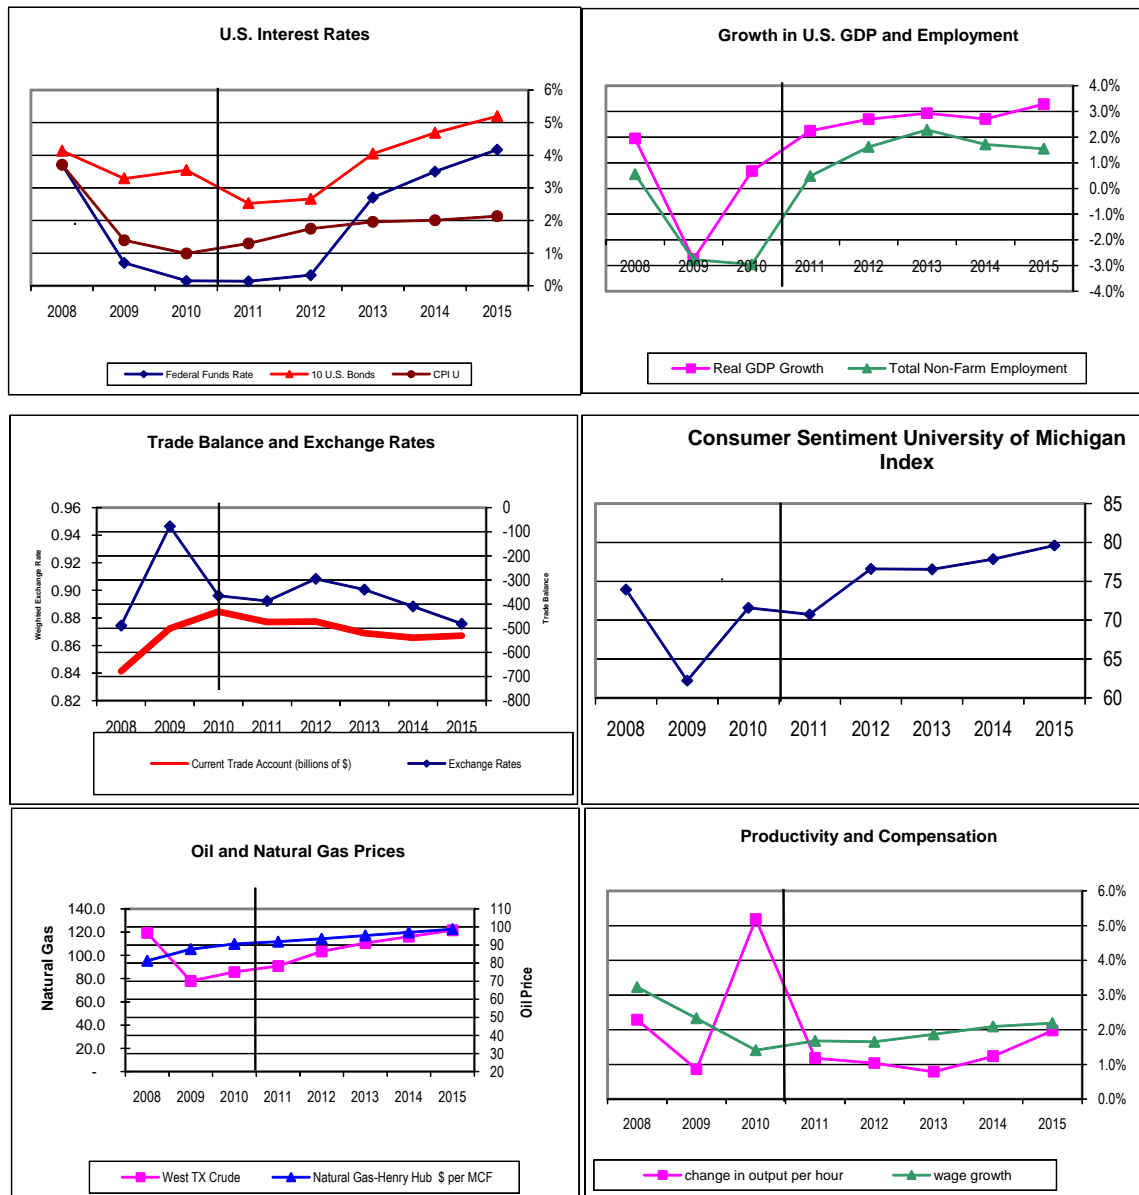 U.S. Interest Rates
6%
5%
4%
3%
2%
1%
0%
2008 2009 2010 2011 2012 2013 2014 2015
Federal Funds Rate 10 U.S. Bonds CPI U
Growth in U.S. GDP and Employment
4.0%
3.0%
2.0%
1.0%
0.0%
-1.0%
-2.0%
-3.0%
-4.0%
2008 2009 2010 2011 2012 2013 2014 2015
Real GDP Growth Total Non-Farm Employment
Trade Balance and Exchange Rates
Weighted Exchange Rate
0.96
0.94
0.92
0.90
0.88
0.86
0.84
0.82
0
-100
-200
-300
-400
-500
-600
-700
-800
Trade Balance
2008 2009 2010 2011 2012 2013 2014 2015
Current Trade Account (billions of $) Exchange Rates
Consumer Sentiment University of Michigan
Index
85
80
75
70
65
60
2008 2009 2010 2011 2012 2013 2014 2015
Oil and Natural Gas Prices
Natural Gas
140.0
120.0
100.0
80.0
60.0
40.0
20.0
-
110
100
90
80
70
60
50
40
30
20
Oil Price
2008 2009 2010 2011 2012 2013 2014 2015
West TX Crude Natural Gas-Henry Hub $ per MCF
Productivity and Compensation
6.0%
5.0%
4.0%
3.0%
2.0%
1.0%
0.0%
2008 2009 2010 2011 2012 2013 2014 2015
change in output per hour wage growth